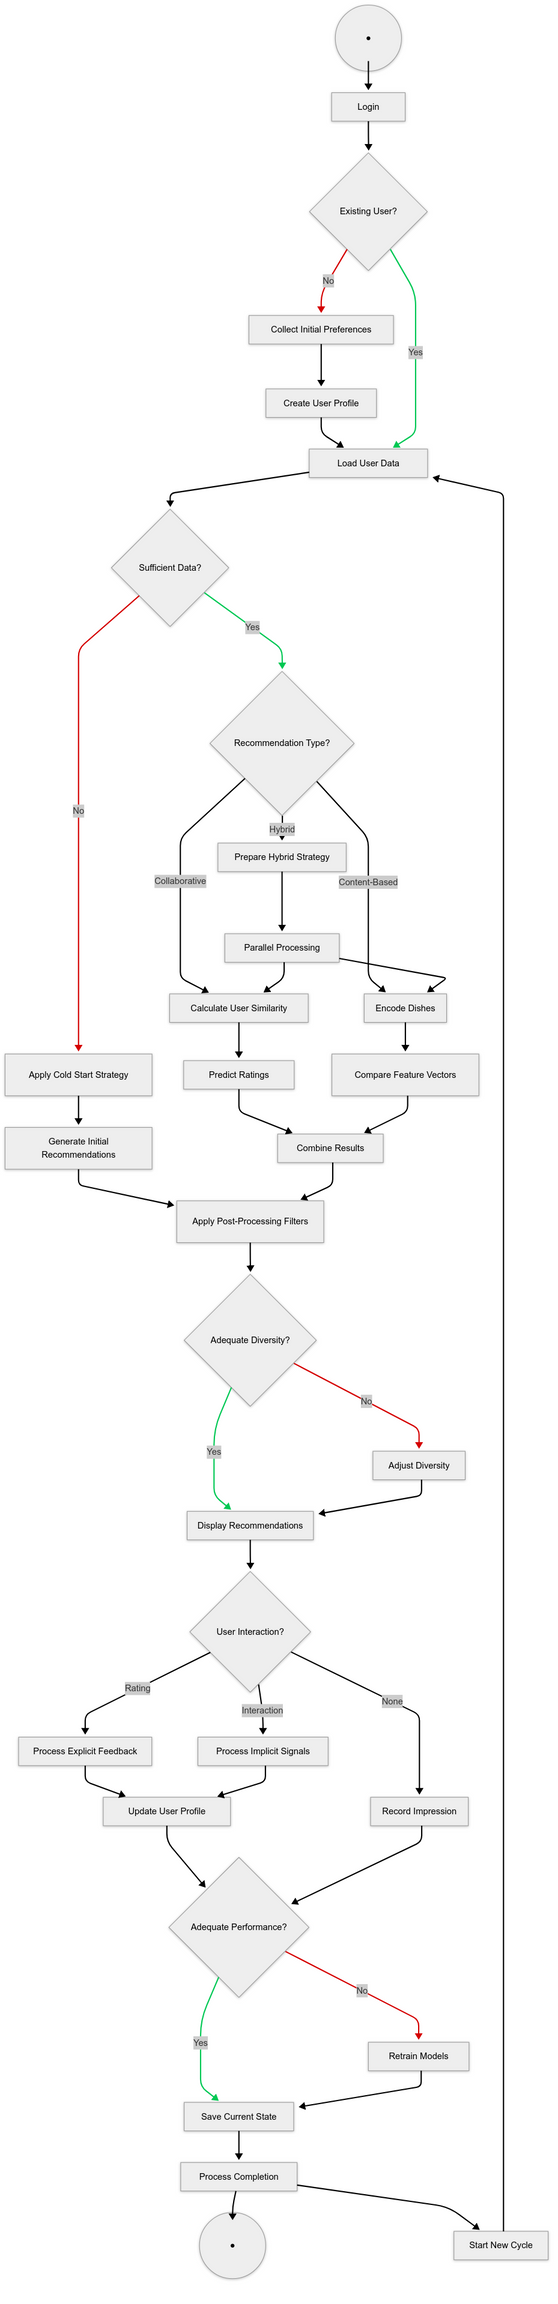 Login
Existing User?
No
Collect Initial Preferences
Yes
Create User Profile
Load User Data
Sufficient Data?
Yes
Recommendation Type?
No
Hybrid
Prepare Hybrid Strategy
Collaborative
Content-Based
Parallel Processing
Calculate User Similarity
Encode Dishes
Apply Cold Start Strategy
Predict Ratings
Compare Feature Vectors
Generate Initial
Recommendations
Combine Results
Apply Post-Processing Filters
Adequate Diversity?
No
Yes
Adjust Diversity
Display Recommendations
User Interaction?
Rating
Interaction
None
Process Explicit Feedback
Process Implicit Signals
Update User Profile
Record Impression
Adequate Performance?
No
Yes
Retrain Models
Save Current State
Process Completion
Start New Cycle